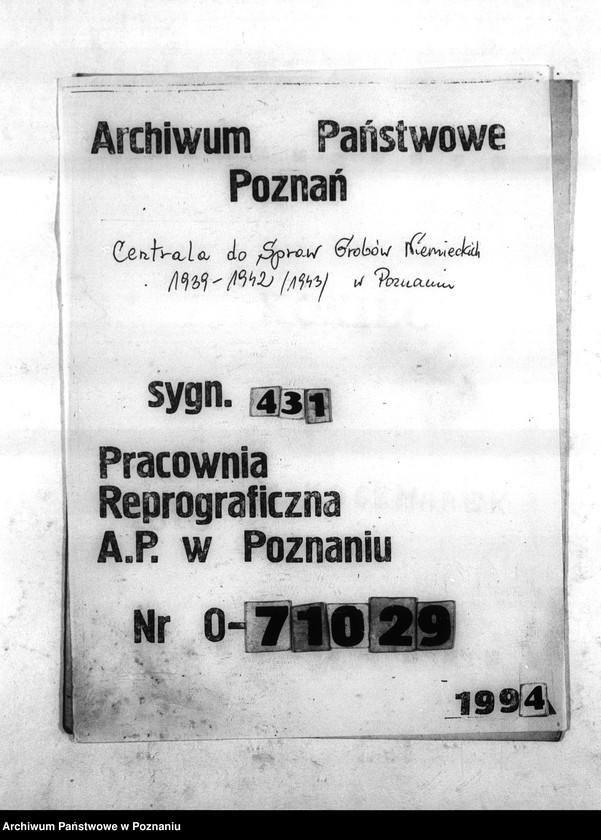 Archiwum Państwowe
Poznań
Centrala do Spraw Grobów Niemieckich
1939-1942 /1943/ w Poznaniu
sygn. 431
Pracownia
Reprograficzna
A.P. w Poznaniu
Nr 0-71029
1994
Archiwum Państwowe w Poznaniu